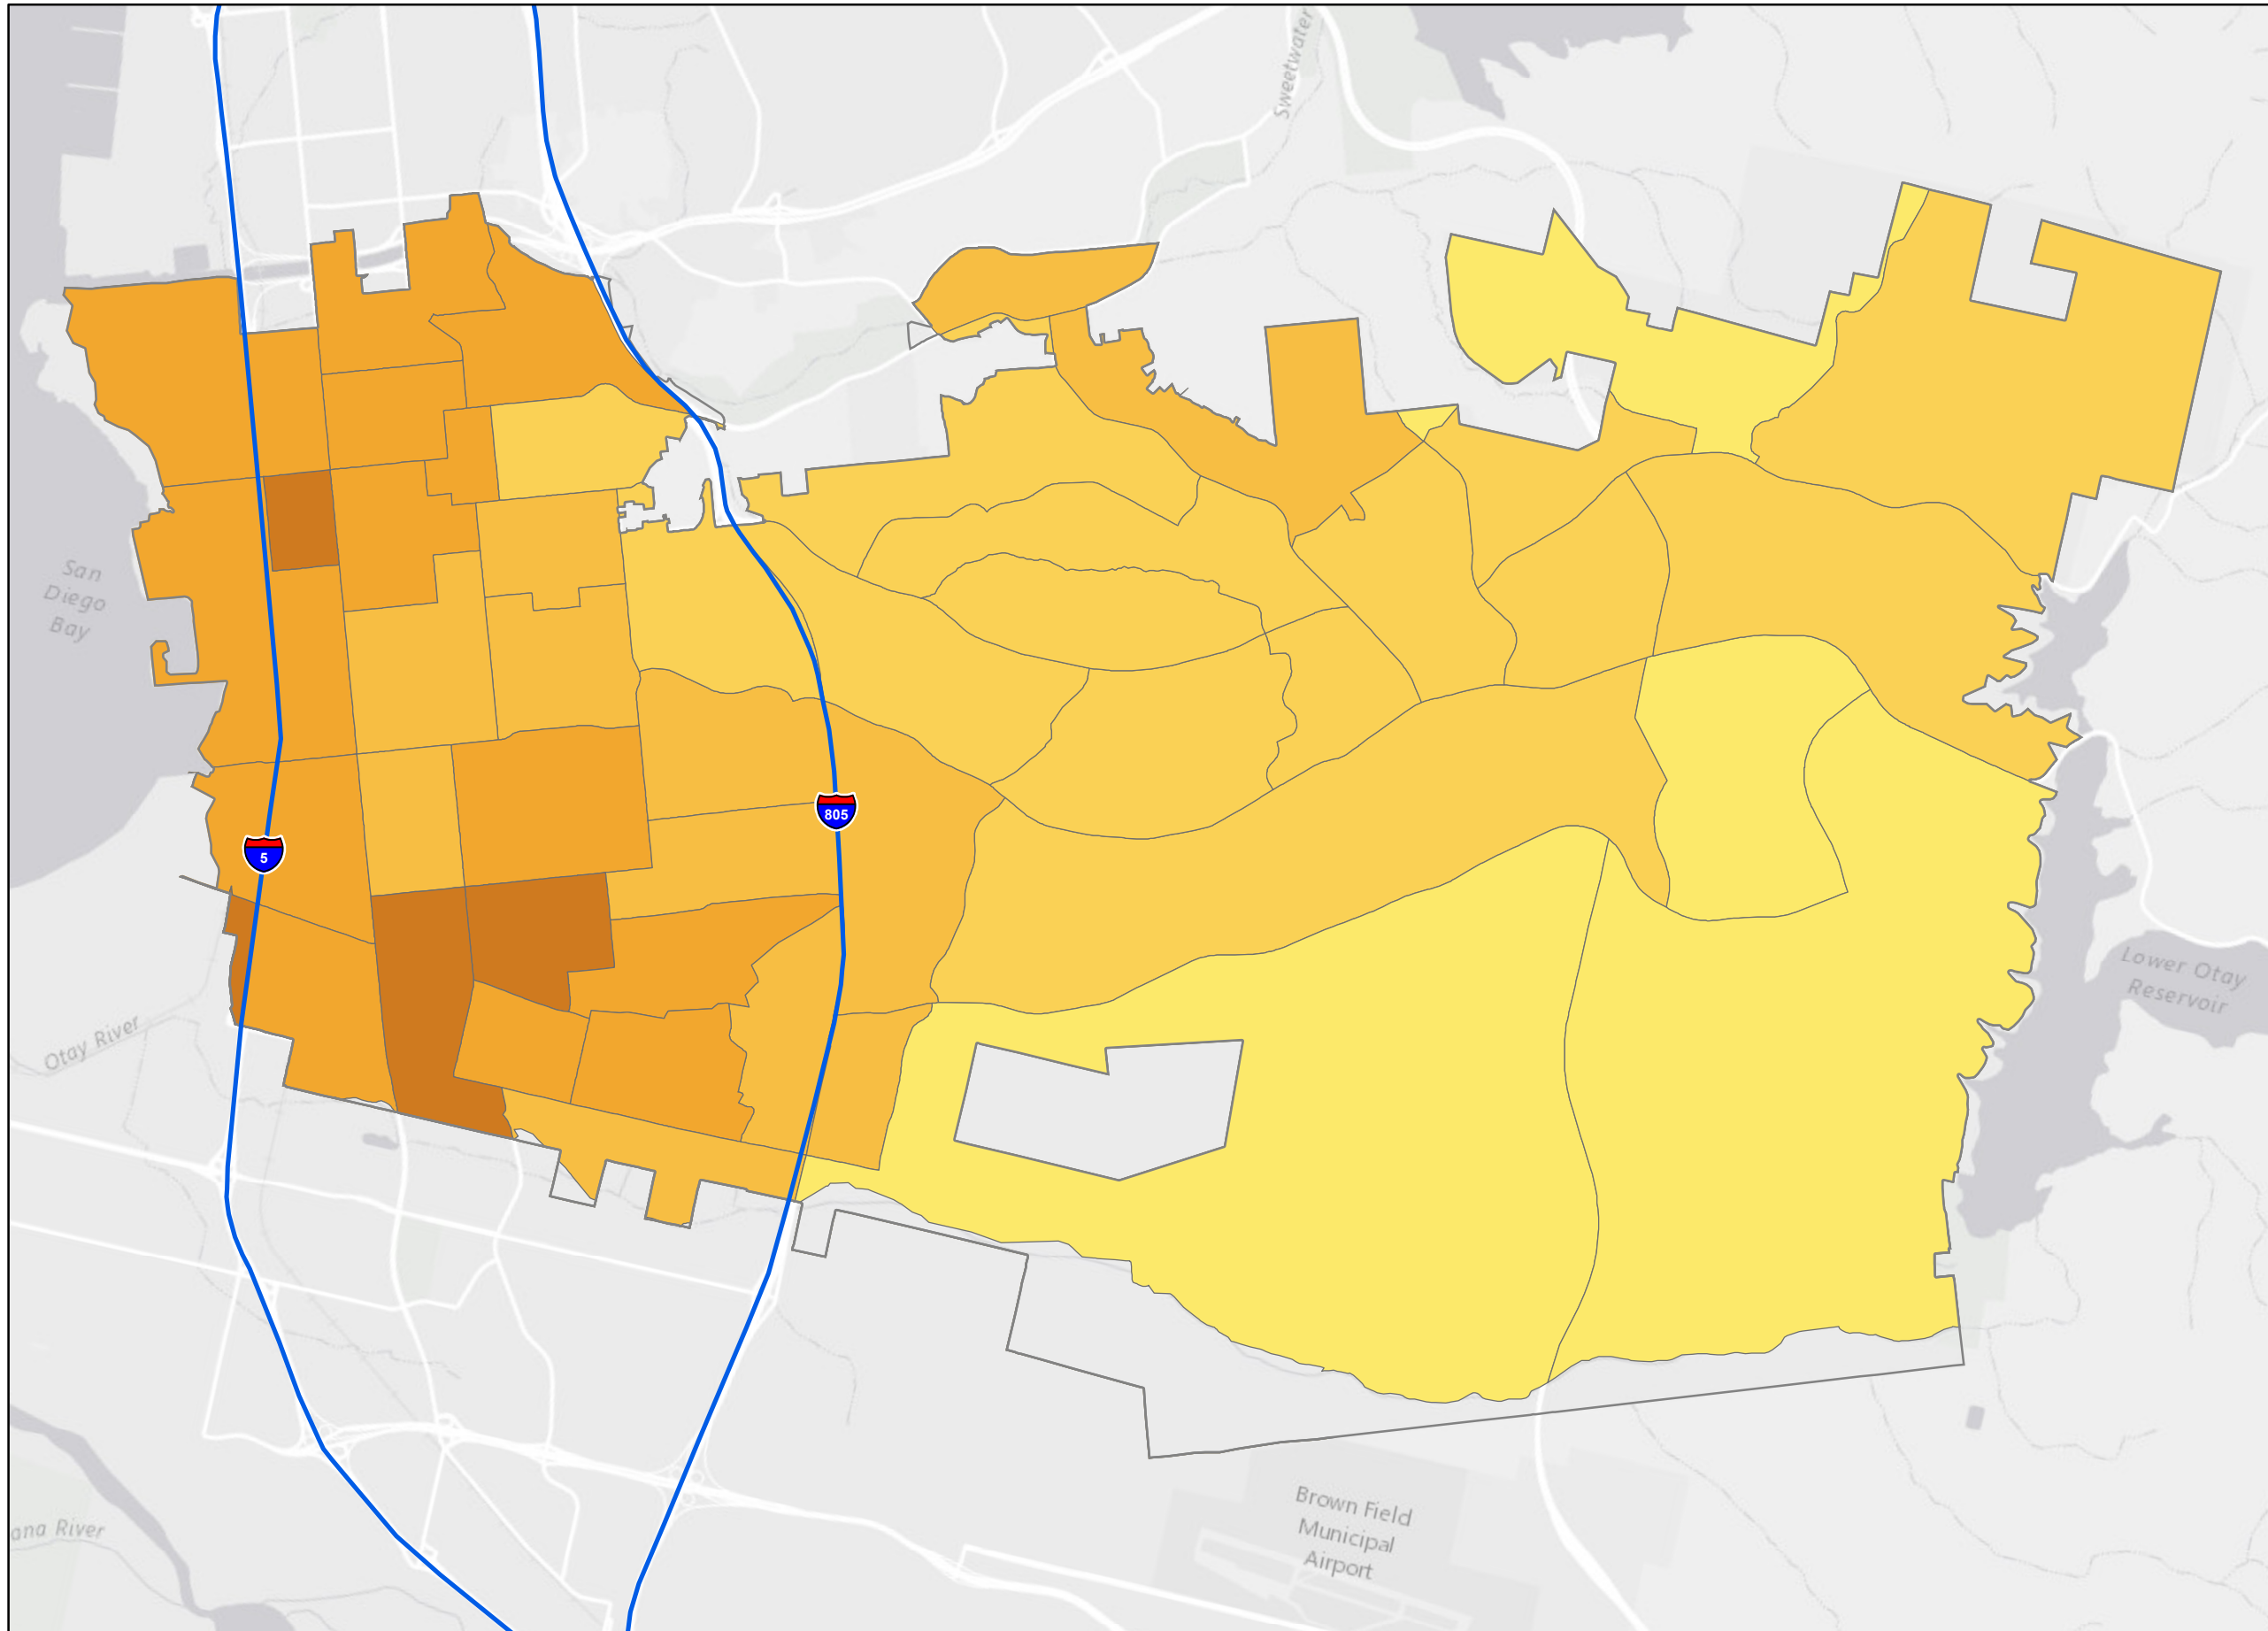 Sweetwater
San
Diego
Bay
805
5
Lower Otay
Reservoir
Otay River
Brown Field
Municipal
Airport
ana River